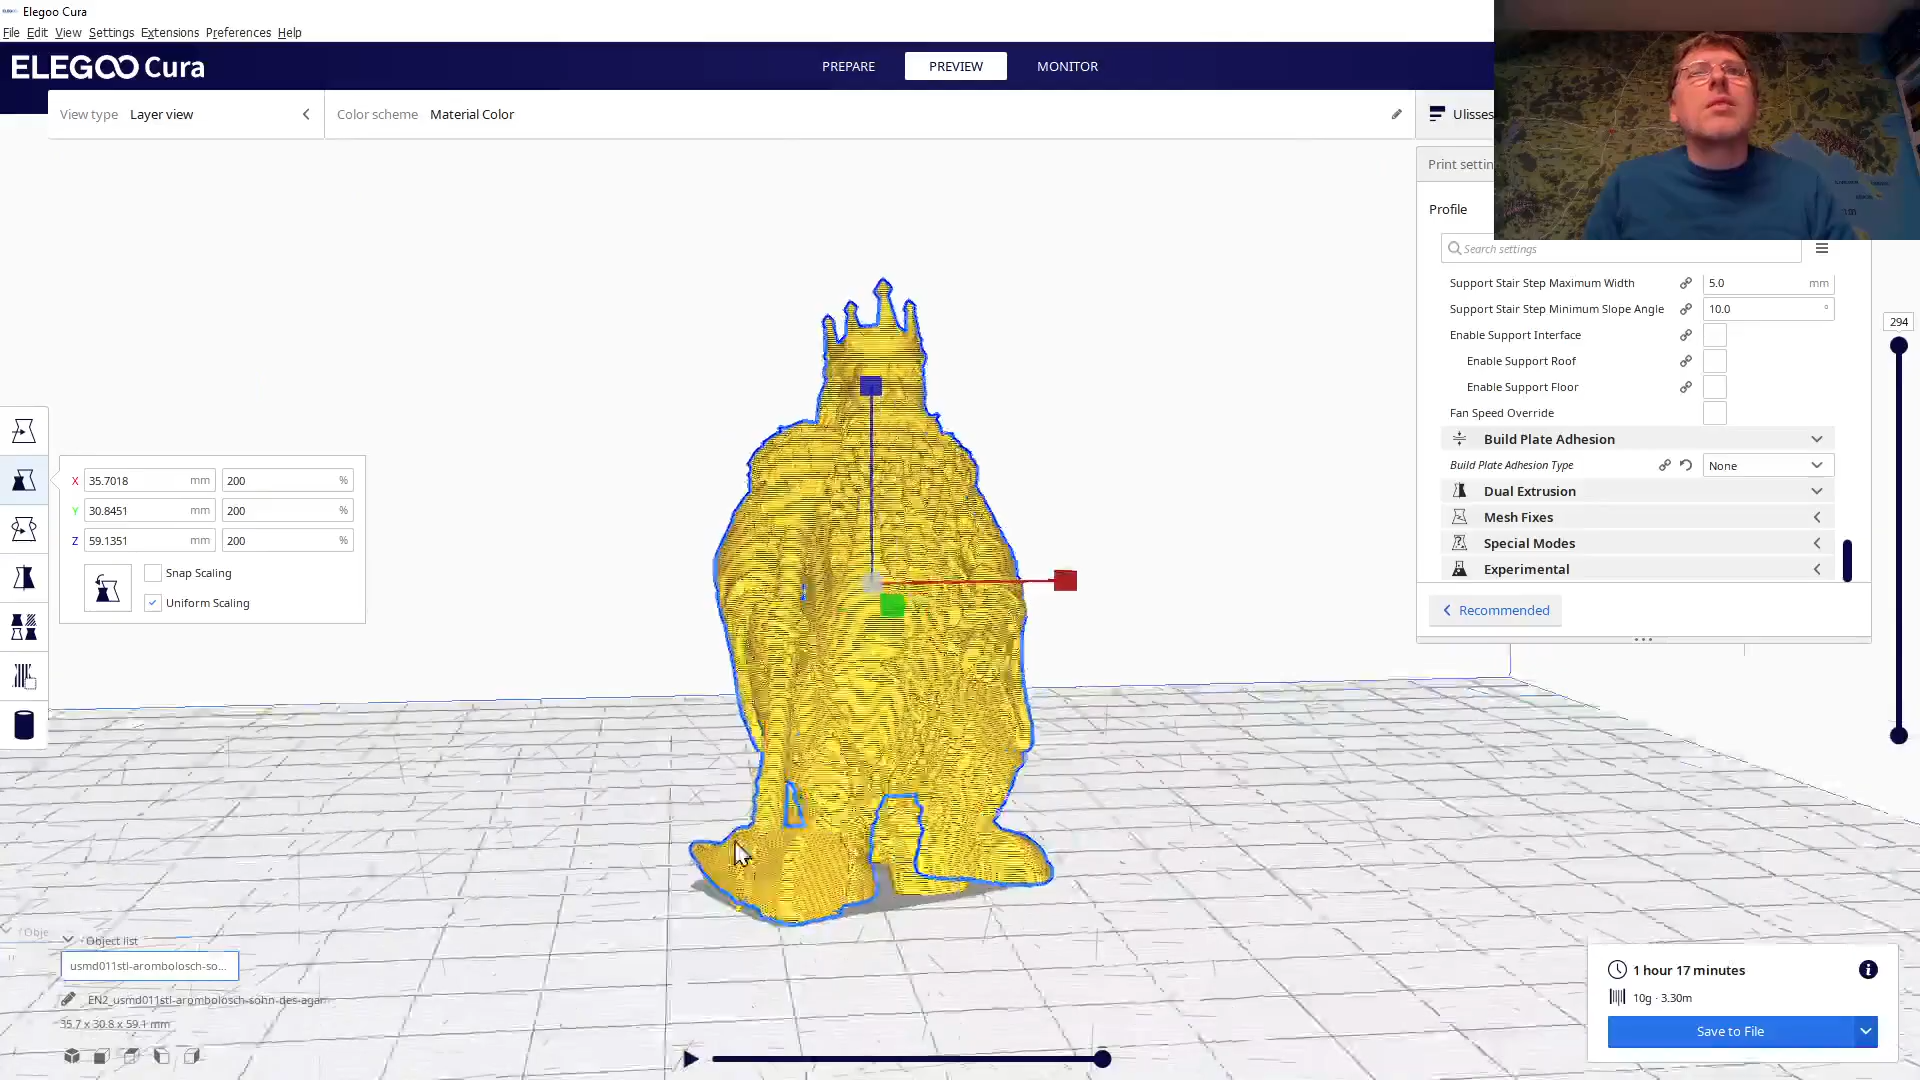 Elegoo Cura
File Edit View Settings Extensions Preferences Help
ELEGOO Cura
PREPARE
PREVIEW
MONITOR
View type Layer view
Color scheme Material Color
Ulisses
Print settin
Profile
Search settings
Support Stair Step Maximum Width 5.0 mm
Support Stair Step Minimum Slope Angle 10.0 °
Enable Support Interface
Enable Support Roof
Enable Support Floor
Fan Speed Override
Build Plate Adhesion
Build Plate Adhesion Type None
Dual Extrusion
Mesh Fixes
Special Modes
Experimental
Recommended
294
X 35.7018 mm 200 %
Y 30.8451 mm 200 %
Z 59.1351 mm 200 %
Snap Scaling
Uniform Scaling
Obje
Object list
usmd011stl-arombolosch-so...
EN2_usmd011stl-arombolosch-sohn-des-agar
35.7 x 30.8 x 59.1 mm
1 hour 17 minutes
10g · 3.30m
Save to File